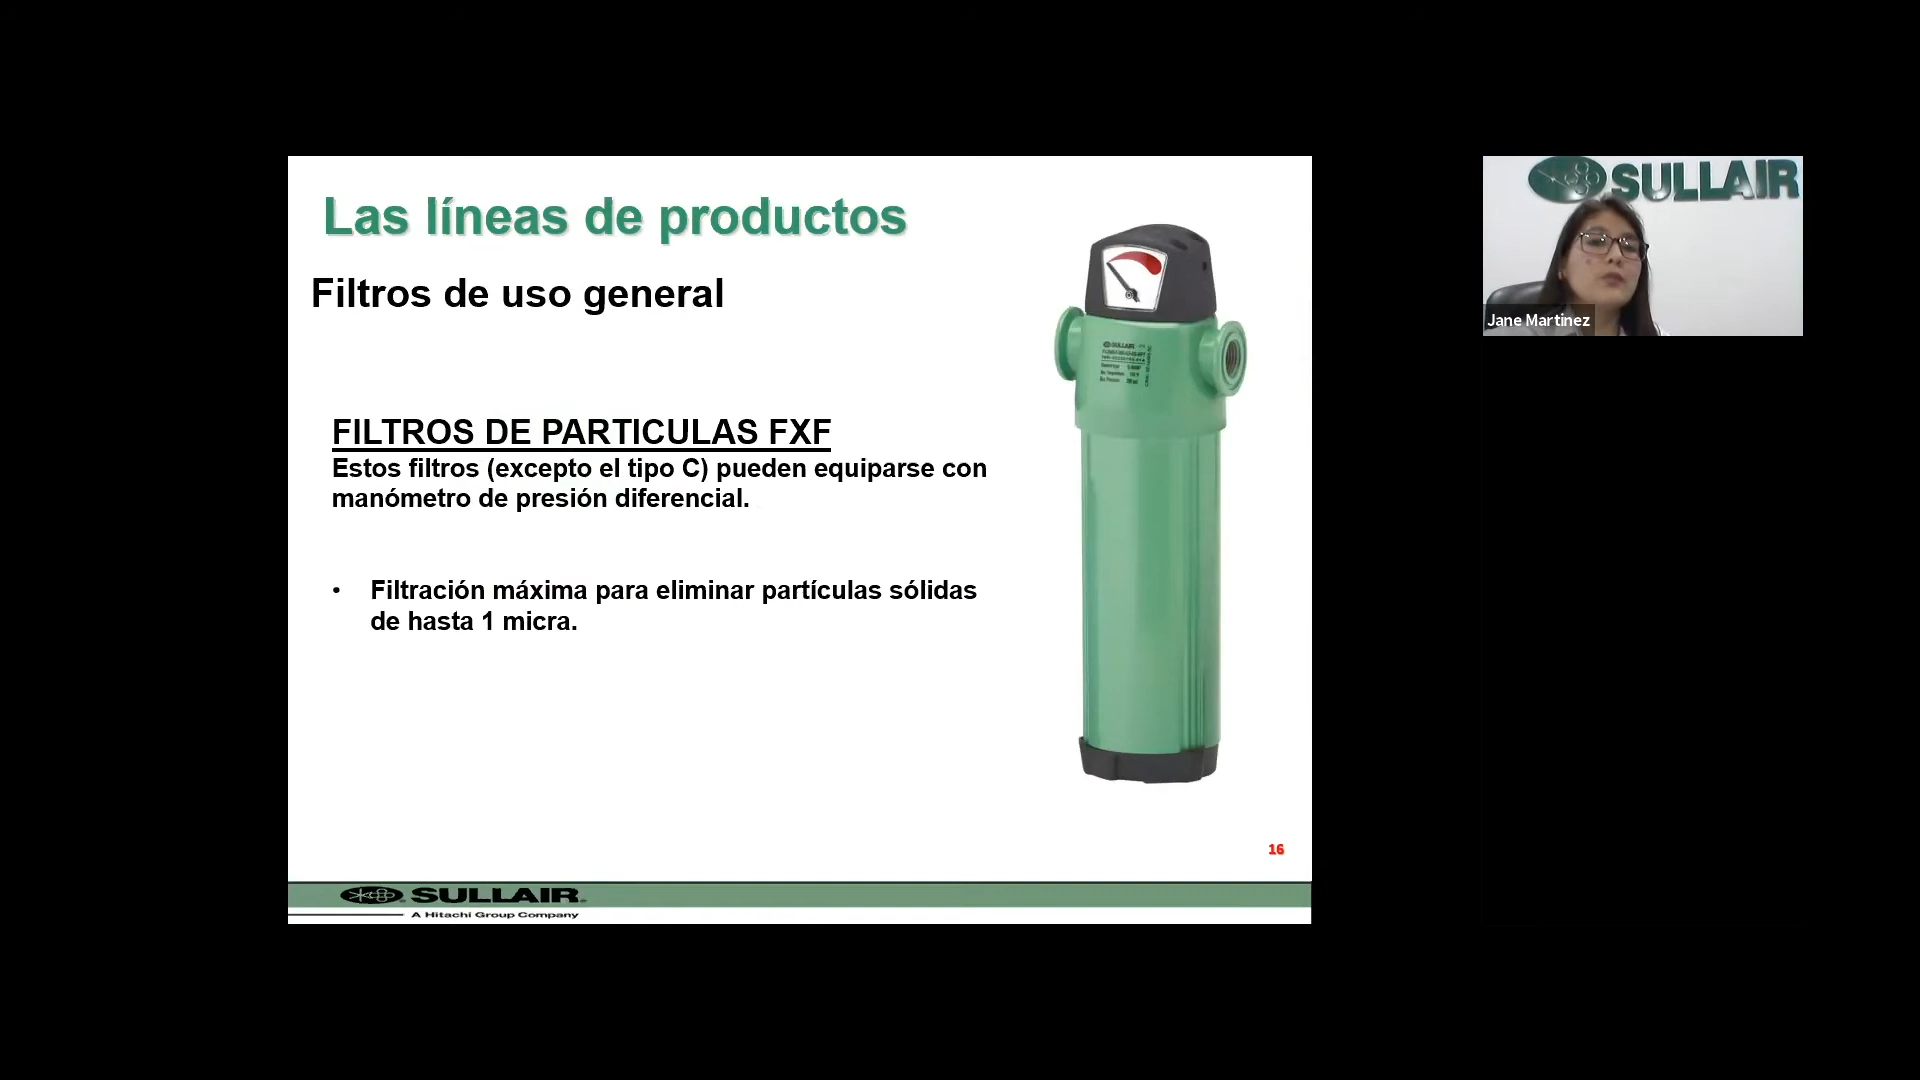 Las líneas de productos
Filtros de uso general
FILTROS DE PARTICULAS FXF
Estos filtros (excepto el tipo C) pueden equiparse con
manómetro de presión diferencial.
• Filtración máxima para eliminar partículas sólidas
de hasta 1 micra.
SULLAIR
16
SULLAIR
A Hitachi Group Company
SULLAIR
Jane Martinez